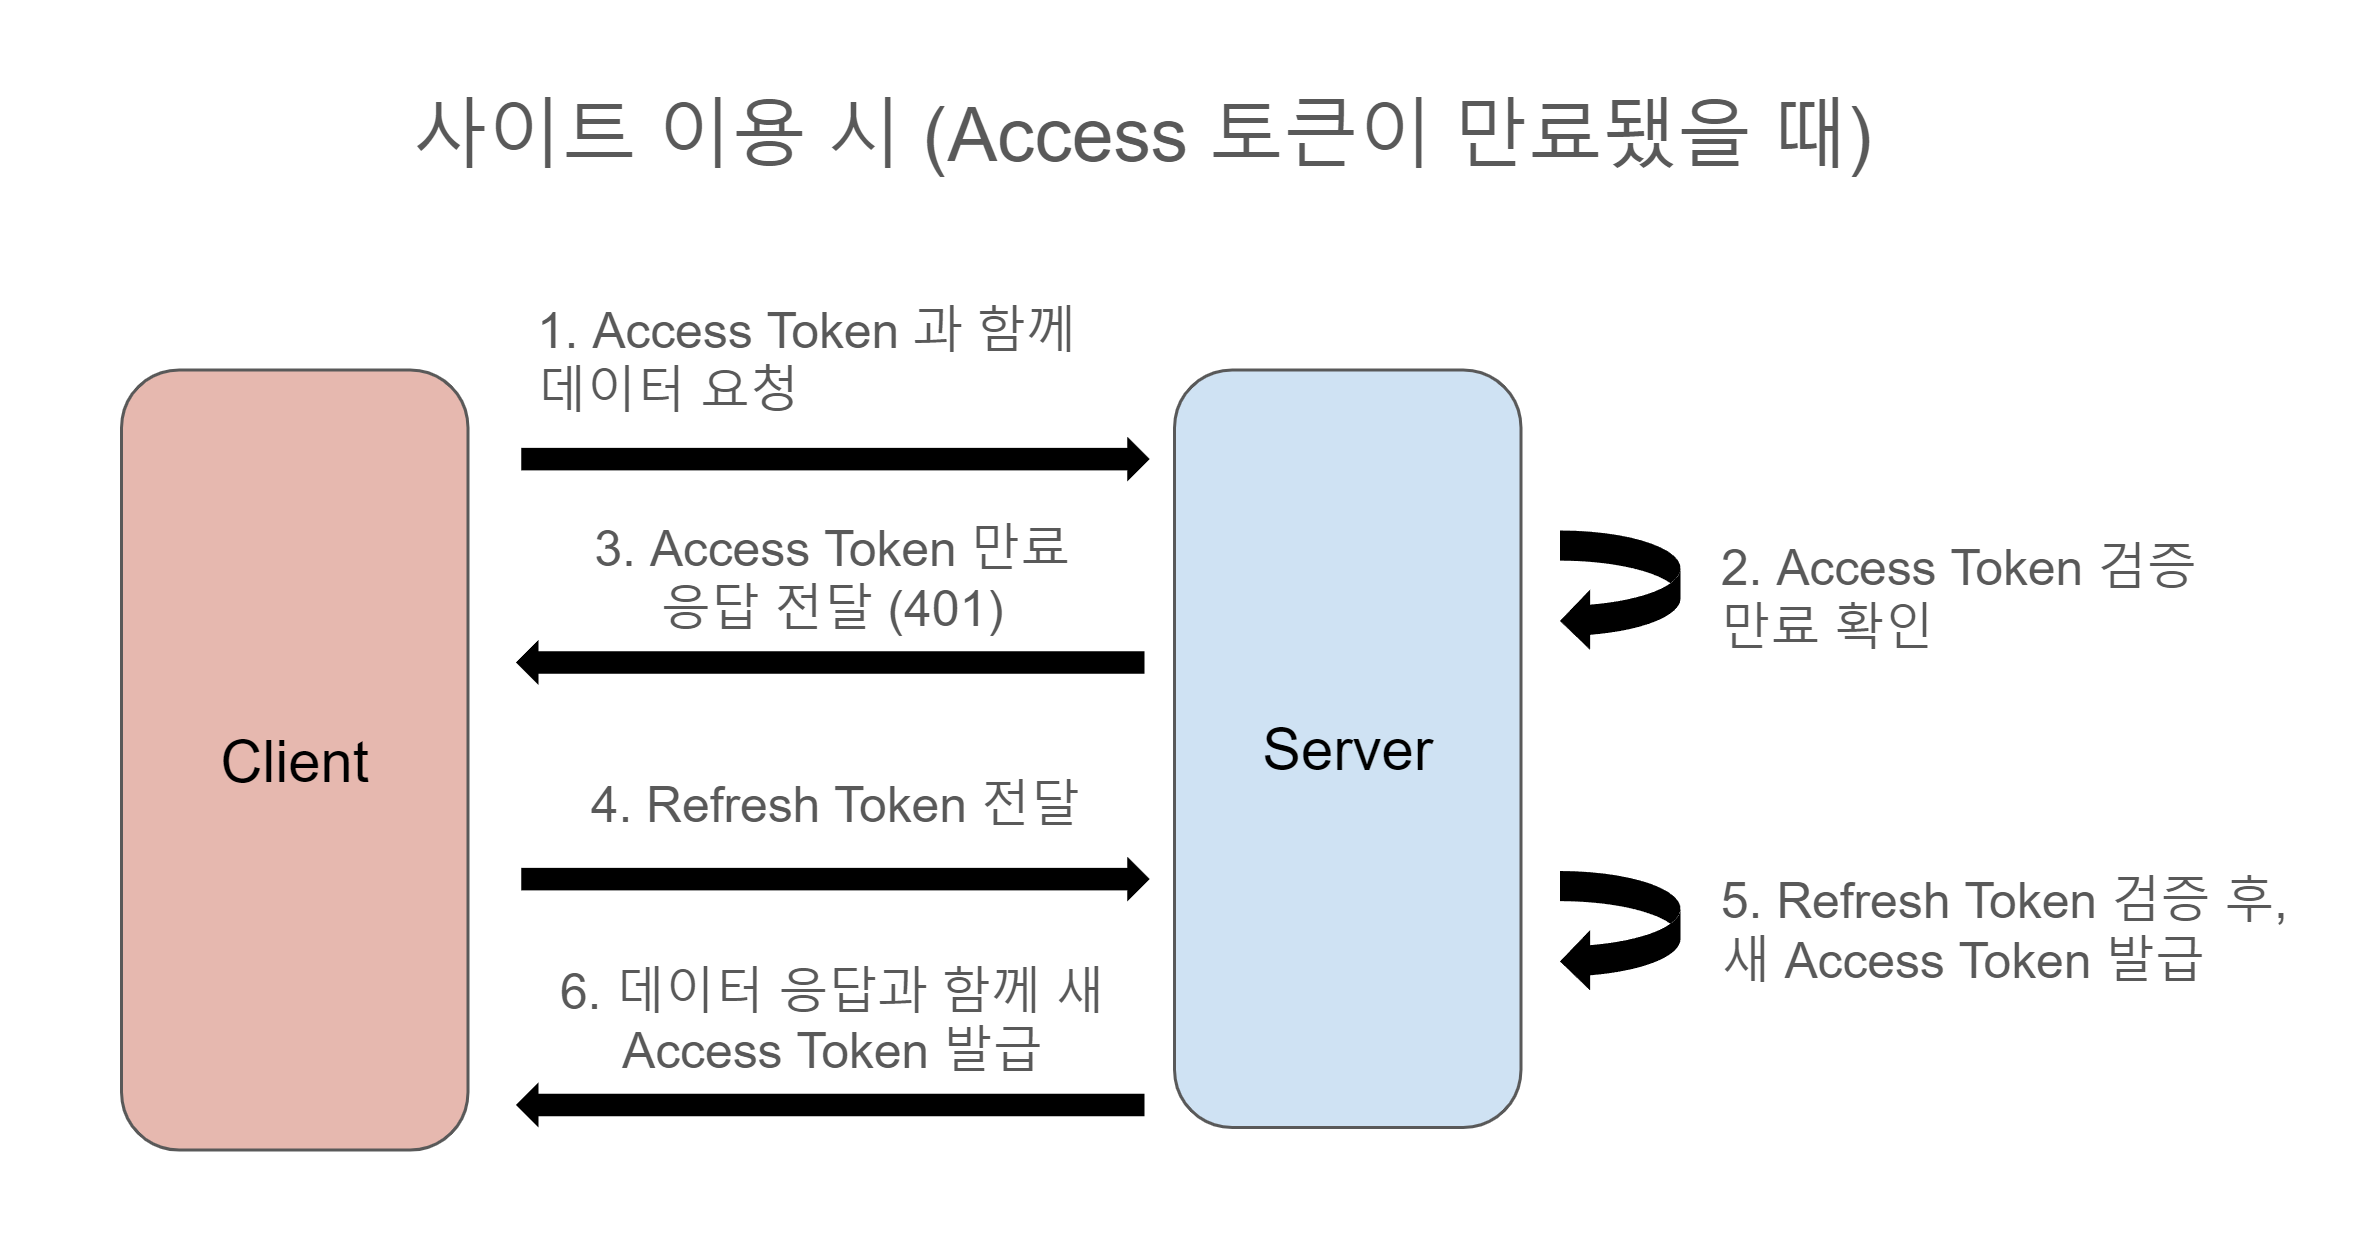 사이트 이용 시 (Access 토큰이 만료됐을 때)
1. Access Token 과 함께
데이터 요청
3. Access Token 만료
응답 전달 (401)
2. Access Token 검증
만료 확인
Client
Server
4. Refresh Token 전달
5. Refresh Token 검증 후,
새 Access Token 발급
6. 데이터 응답과 함께 새
Access Token 발급